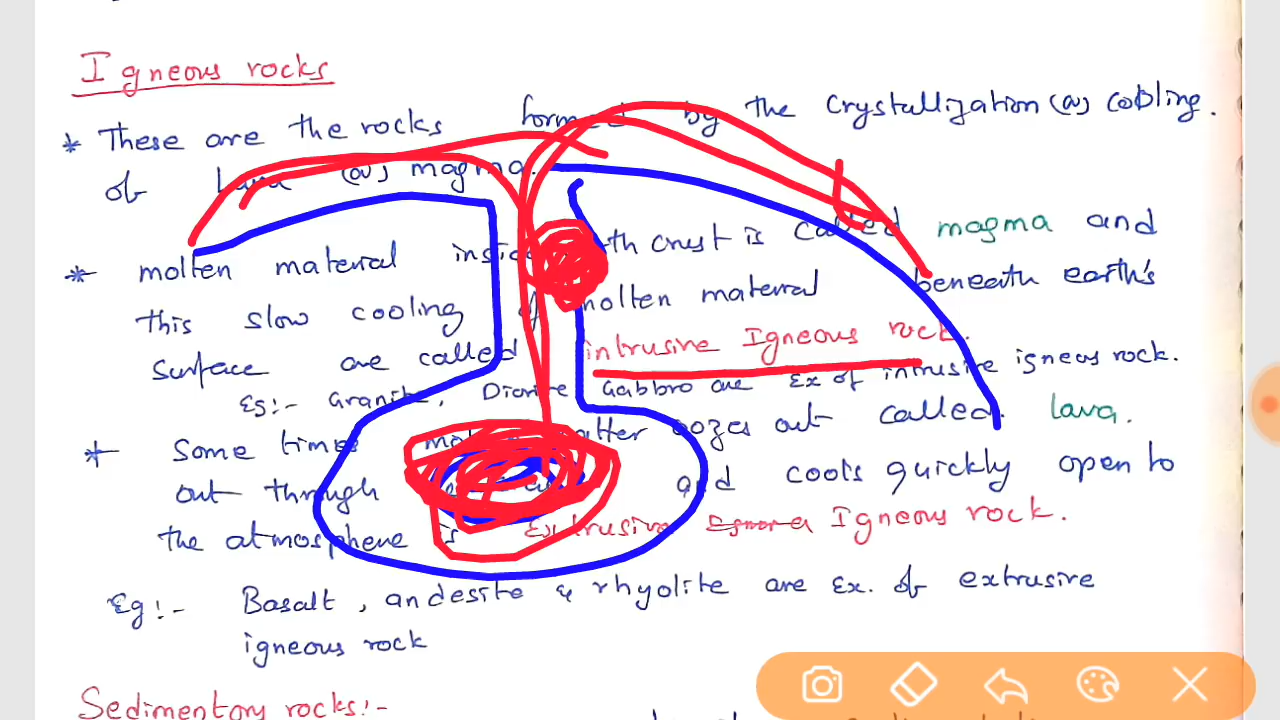 Igneous rocks
* These are the rocks formed by the crystallization (or) cooling.
of lava (or) magma.
* molten material inside earth crust is called magma and
this slow cooling of molten material beneath earth's
surface are called intrusive Igneous rock.
Eg:- Granite, Diorite, Gabbro are Ex of intrusive igneous rock.
* Some times matter oozes out called. lava.
out through and cools quickly open to
the atmosphere is Extrusive Igneous rock.
Eg:- Basalt, andesite & rhyolite are Ex. of extrusive
igneous rock
Sedimentary rocks:-